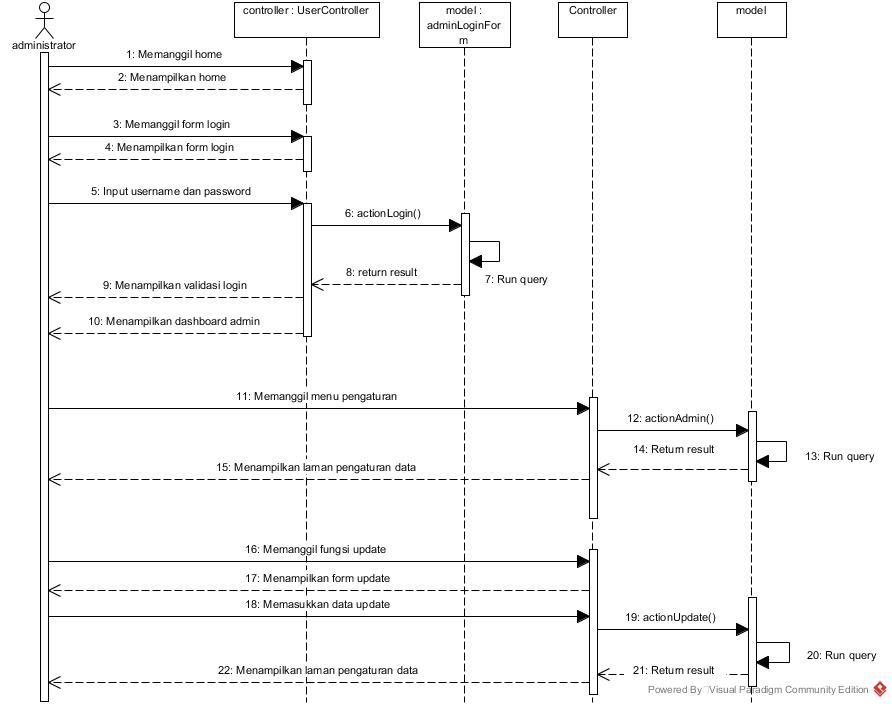 controller : UserController
model :
adminLoginFor
m
Controller
model
administrator
1: Memanggil home
2: Menampilkan home
3: Memanggil form login
4: Menampilkan form login
5: Input username dan password
6: actionLogin()
7: Run query
8: return result
9: Menampilkan validasi login
10: Menampilkan dashboard admin
11: Memanggil menu pengaturan
12: actionAdmin()
13: Run query
14: Return result
15: Menampilkan laman pengaturan data
16: Memanggil fungsi update
17: Menampilkan form update
18: Memasukkan data update
19: actionUpdate()
20: Run query
21: Return result
22: Menampilkan laman pengaturan data
Powered By Visual Paradigm Community Edition